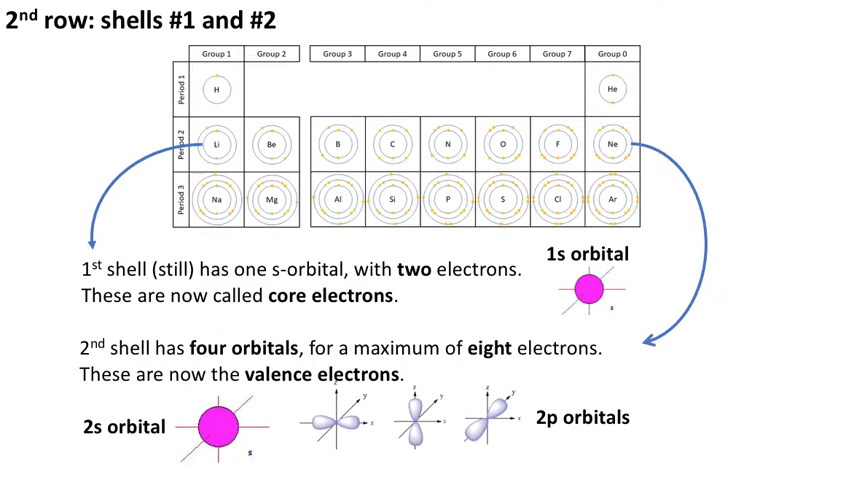 2nd row: shells #1 and #2
Group 1 Group 2 Group 3 Group 4 Group 5 Group 6 Group 7 Group 0
Period 1
H He
Period 2
Li Be B C N O F Ne
Period 3
Na Mg Al Si P S Cl Ar
1st shell (still) has one s-orbital, with two electrons.
These are now called core electrons.
1s orbital
s
2nd shell has four orbitals, for a maximum of eight electrons.
These are now the valence electrons.
2s orbital
s
z y x
z y x
z y x
2p orbitals